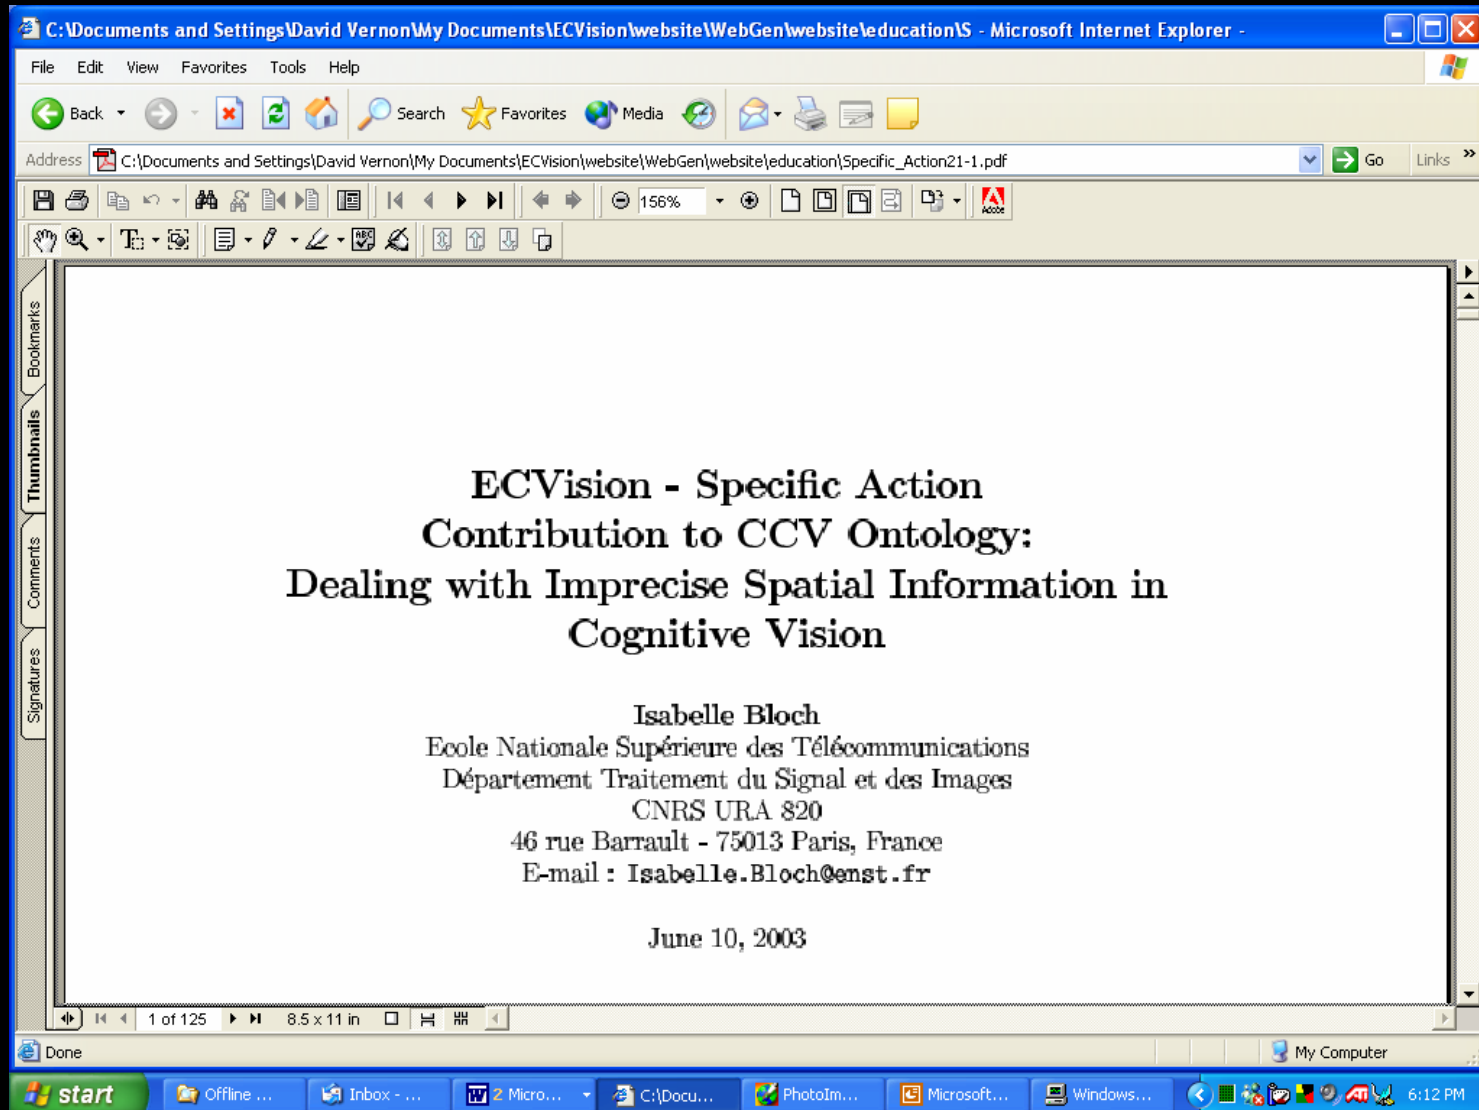 C:\Documents and Settings\David Vernon\My Documents\ECVision\website\WebGen\website\education\S - Microsoft Internet Explorer -
File Edit View Favorites Tools Help
Back Search Favorites Media
Address C:\Documents and Settings\David Vernon\My Documents\ECVision\website\WebGen\website\education\Specific_Action21-1.pdf Go Links »
156% Adobe
Bookmarks
Thumbnails
Comments
Signatures
ECVision - Specific Action
Contribution to CCV Ontology:
Dealing with Imprecise Spatial Information in
Cognitive Vision
Isabelle Bloch
Ecole Nationale Supérieure des Télécommunications
Département Traitement du Signal et des Images
CNRS URA 820
46 rue Barrault - 75013 Paris, France
E-mail : Isabelle.Bloch@enst.fr
June 10, 2003
1 of 125 8.5 x 11 in
Done My Computer
start Offline ... Inbox - ... 2 Micro... C:\Docu... PhotoIm... Microsoft... Windows... 6:12 PM